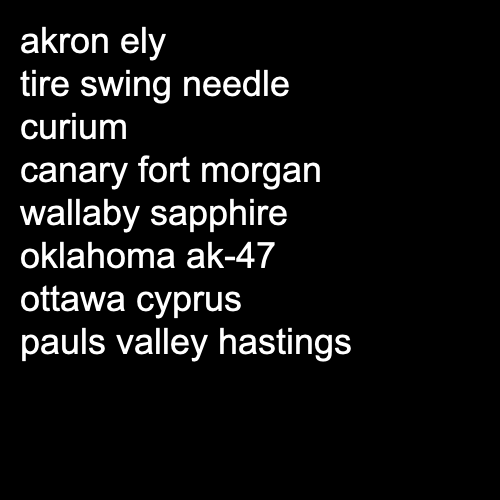 akron ely
tire swing needle
curium
canary fort morgan
wallaby sapphire
oklahoma ak-47
ottawa cyprus
pauls valley hastings